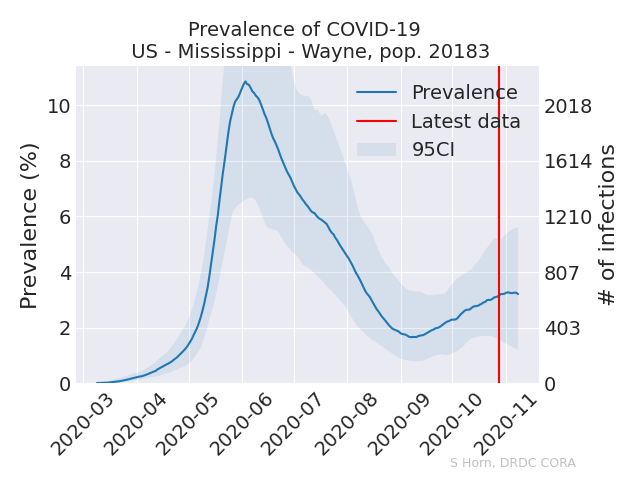 Prevalence of COVID-19
US - Mississippi - Wayne, pop. 20183
Prevalence
Latest data
95CI
Prevalence (%)
10
8
6
4
2
0
2018
1614
1210
807
403
0
# of infections
2020-03
2020-04
2020-05
2020-06
2020-07
2020-08
2020-09
2020-10
2020-11
S Horn, DRDC CORA